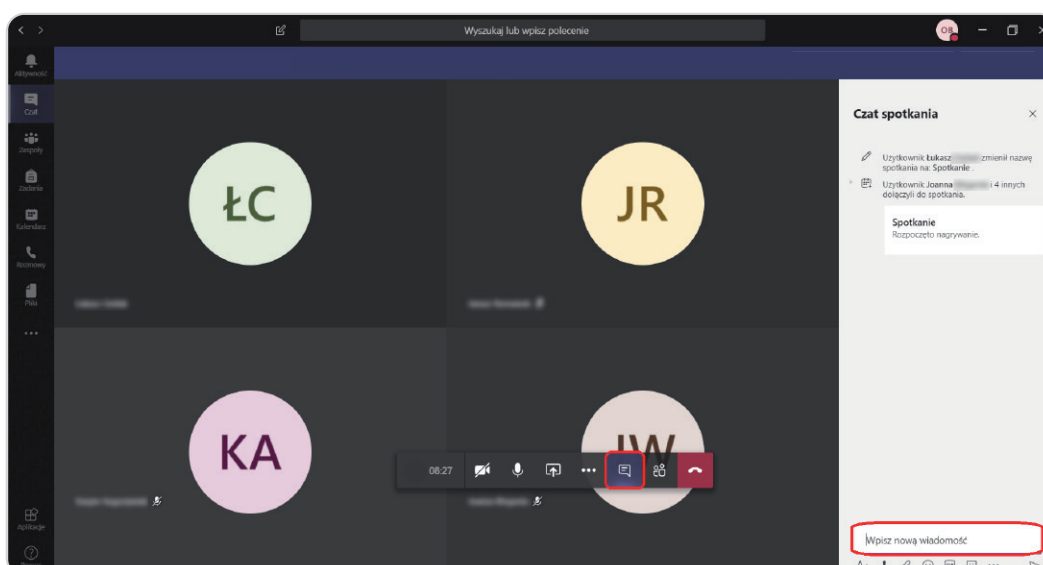 Wyszukaj lub wpisz polecenie
OB
Aktywność
Czat
Zespoły
Zadania
Kalendarz
Rozmowy
Pliki
Aplikacje
ŁC
JR
KA
JW
08:27
Czat spotkania
Użytkownik Łukasz zmienił nazwę
spotkania na: Spotkanie .
Użytkownik Joanna i 4 innych
dołączyli do spotkania.
Spotkanie
Rozpoczęto nagrywanie.
Wpisz nową wiadomość